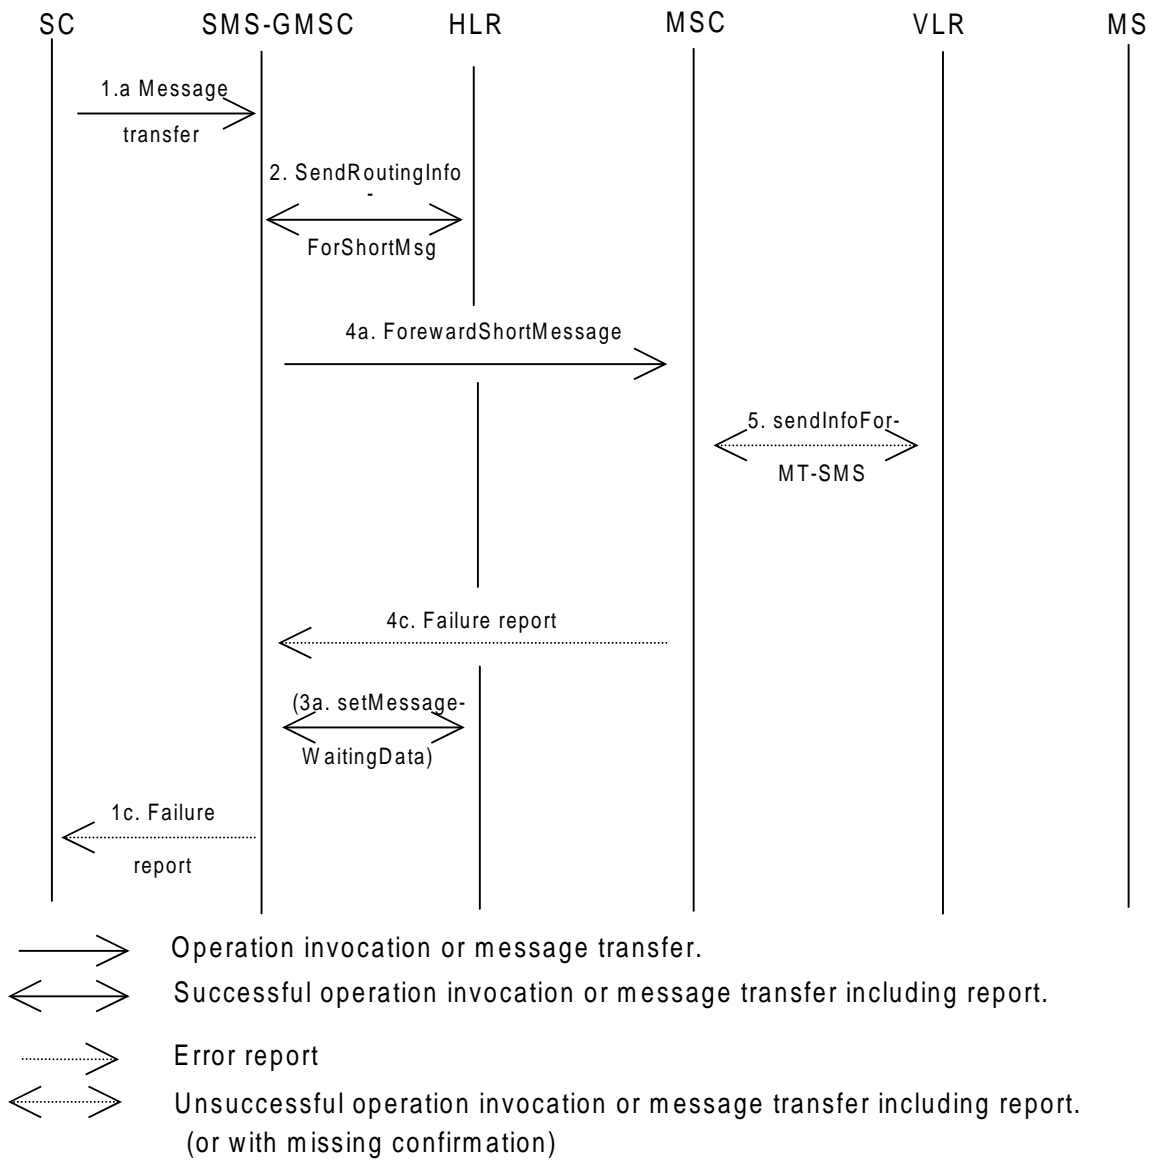 SC SMS-GMSC HLR MSC VLR MS
1.a Message
transfer
2. SendRoutingInfo
-
ForShortMsg
4a. ForewardShortMessage
5. sendInfoFor-
MT-SMS
4c. Failure report
(3a. setMessage-
WaitingData)
1c. Failure
report
Operation invocation or message transfer.
Successful operation invocation or message transfer including report.
Error report
Unsuccessful operation invocation or message transfer including report.
(or with missing confirmation)